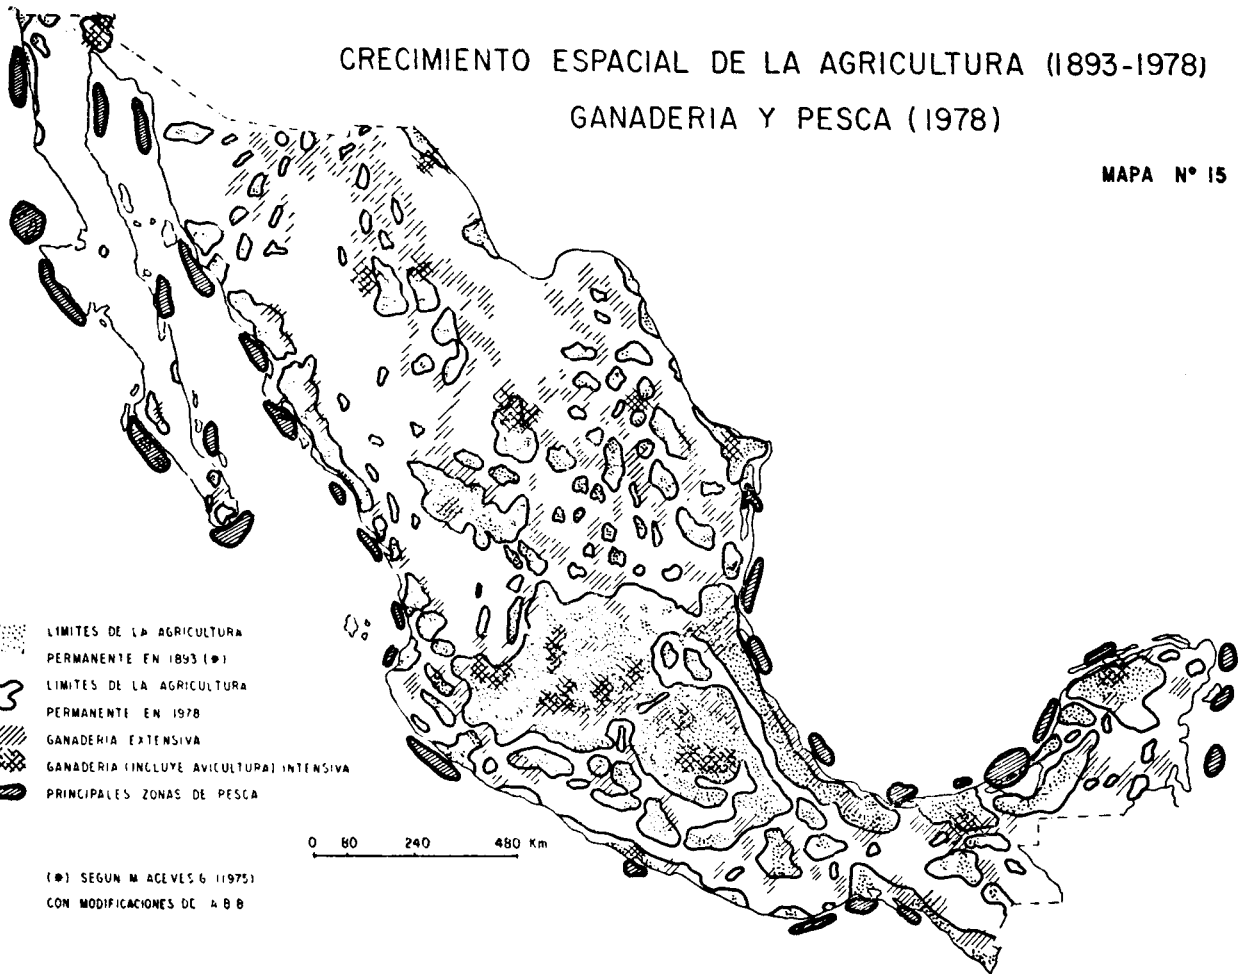 CRECIMIENTO ESPACIAL DE LA AGRICULTURA (1893-1978)
GANADERIA Y PESCA (1978)
MAPA Nº 15
LIMITES DE LA AGRICULTURA
PERMANENTE EN 1893 (*)
LIMITES DE LA AGRICULTURA
PERMANENTE EN 1978
GANADERIA EXTENSIVA
GANADERIA (INCLUYE AVICULTURA) INTENSIVA
PRINCIPALES ZONAS DE PESCA
0 80 240 480 Km
(*) SEGUN M ACEVES G (1975)
CON MODIFICACIONES DE A B B